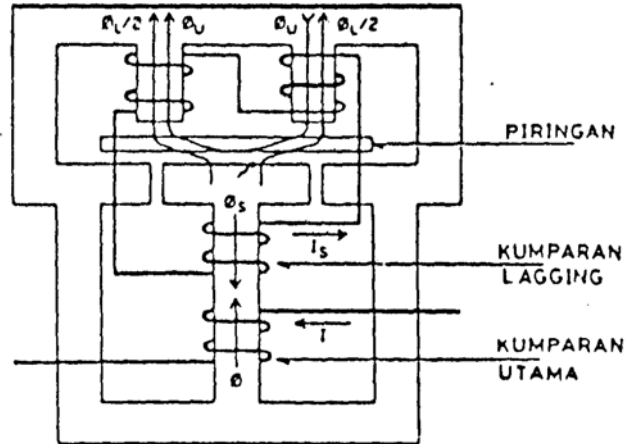 ØL/2 ØU ØU ØL/2
PIRINGAN
ØS
IS
KUMPARAN
LAGGING
I
KUMPARAN
UTAMA
Ø